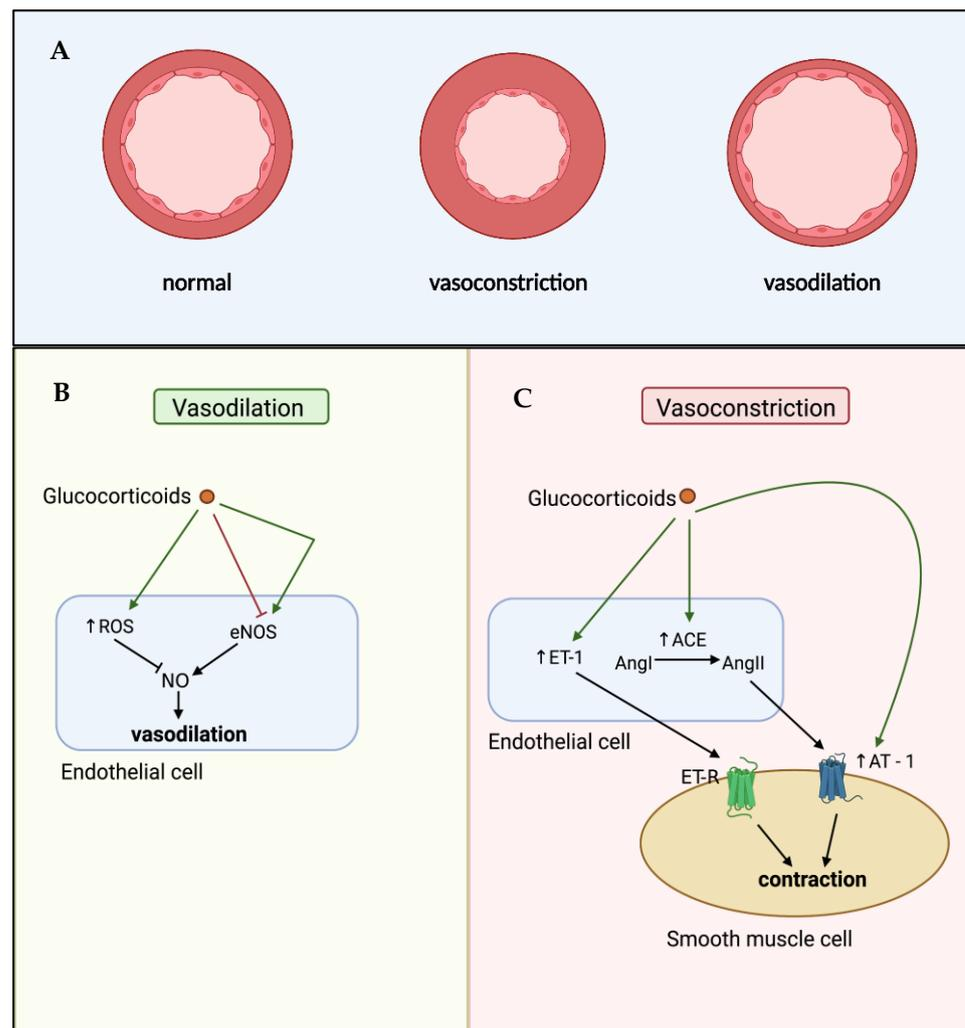 A
normal
vasoconstriction
vasodilation
B
Vasodilation
Glucocorticoids
↑ROS
eNOS
NO
vasodilation
Endothelial cell
C
Vasoconstriction
Glucocorticoids
↑ACE
↑ET-1
AngI
AngII
Endothelial cell
ET-R
↑AT - 1
contraction
Smooth muscle cell